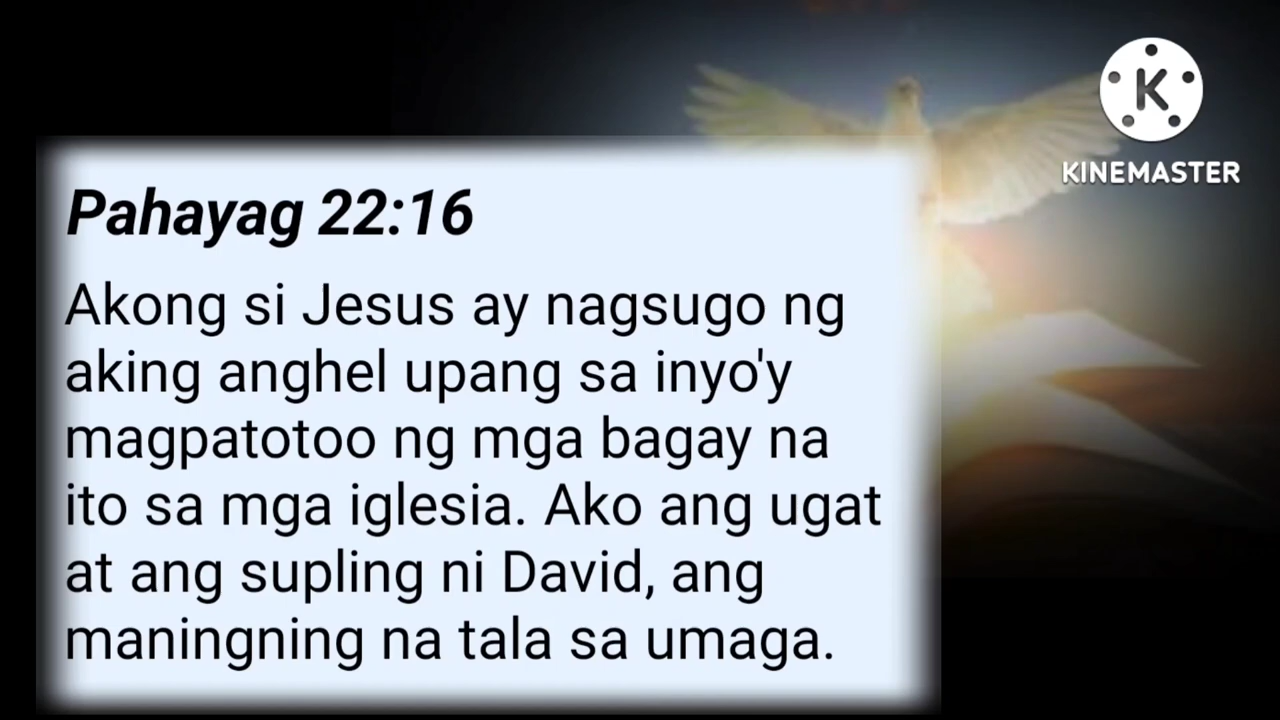 K
KINEMASTER
Pahayag 22:16
Akong si Jesus ay nagsugo ng
aking anghel upang sa inyo'y
magpatotoo ng mga bagay na
ito sa mga iglesia. Ako ang ugat
at ang supling ni David, ang
maningning na tala sa umaga.